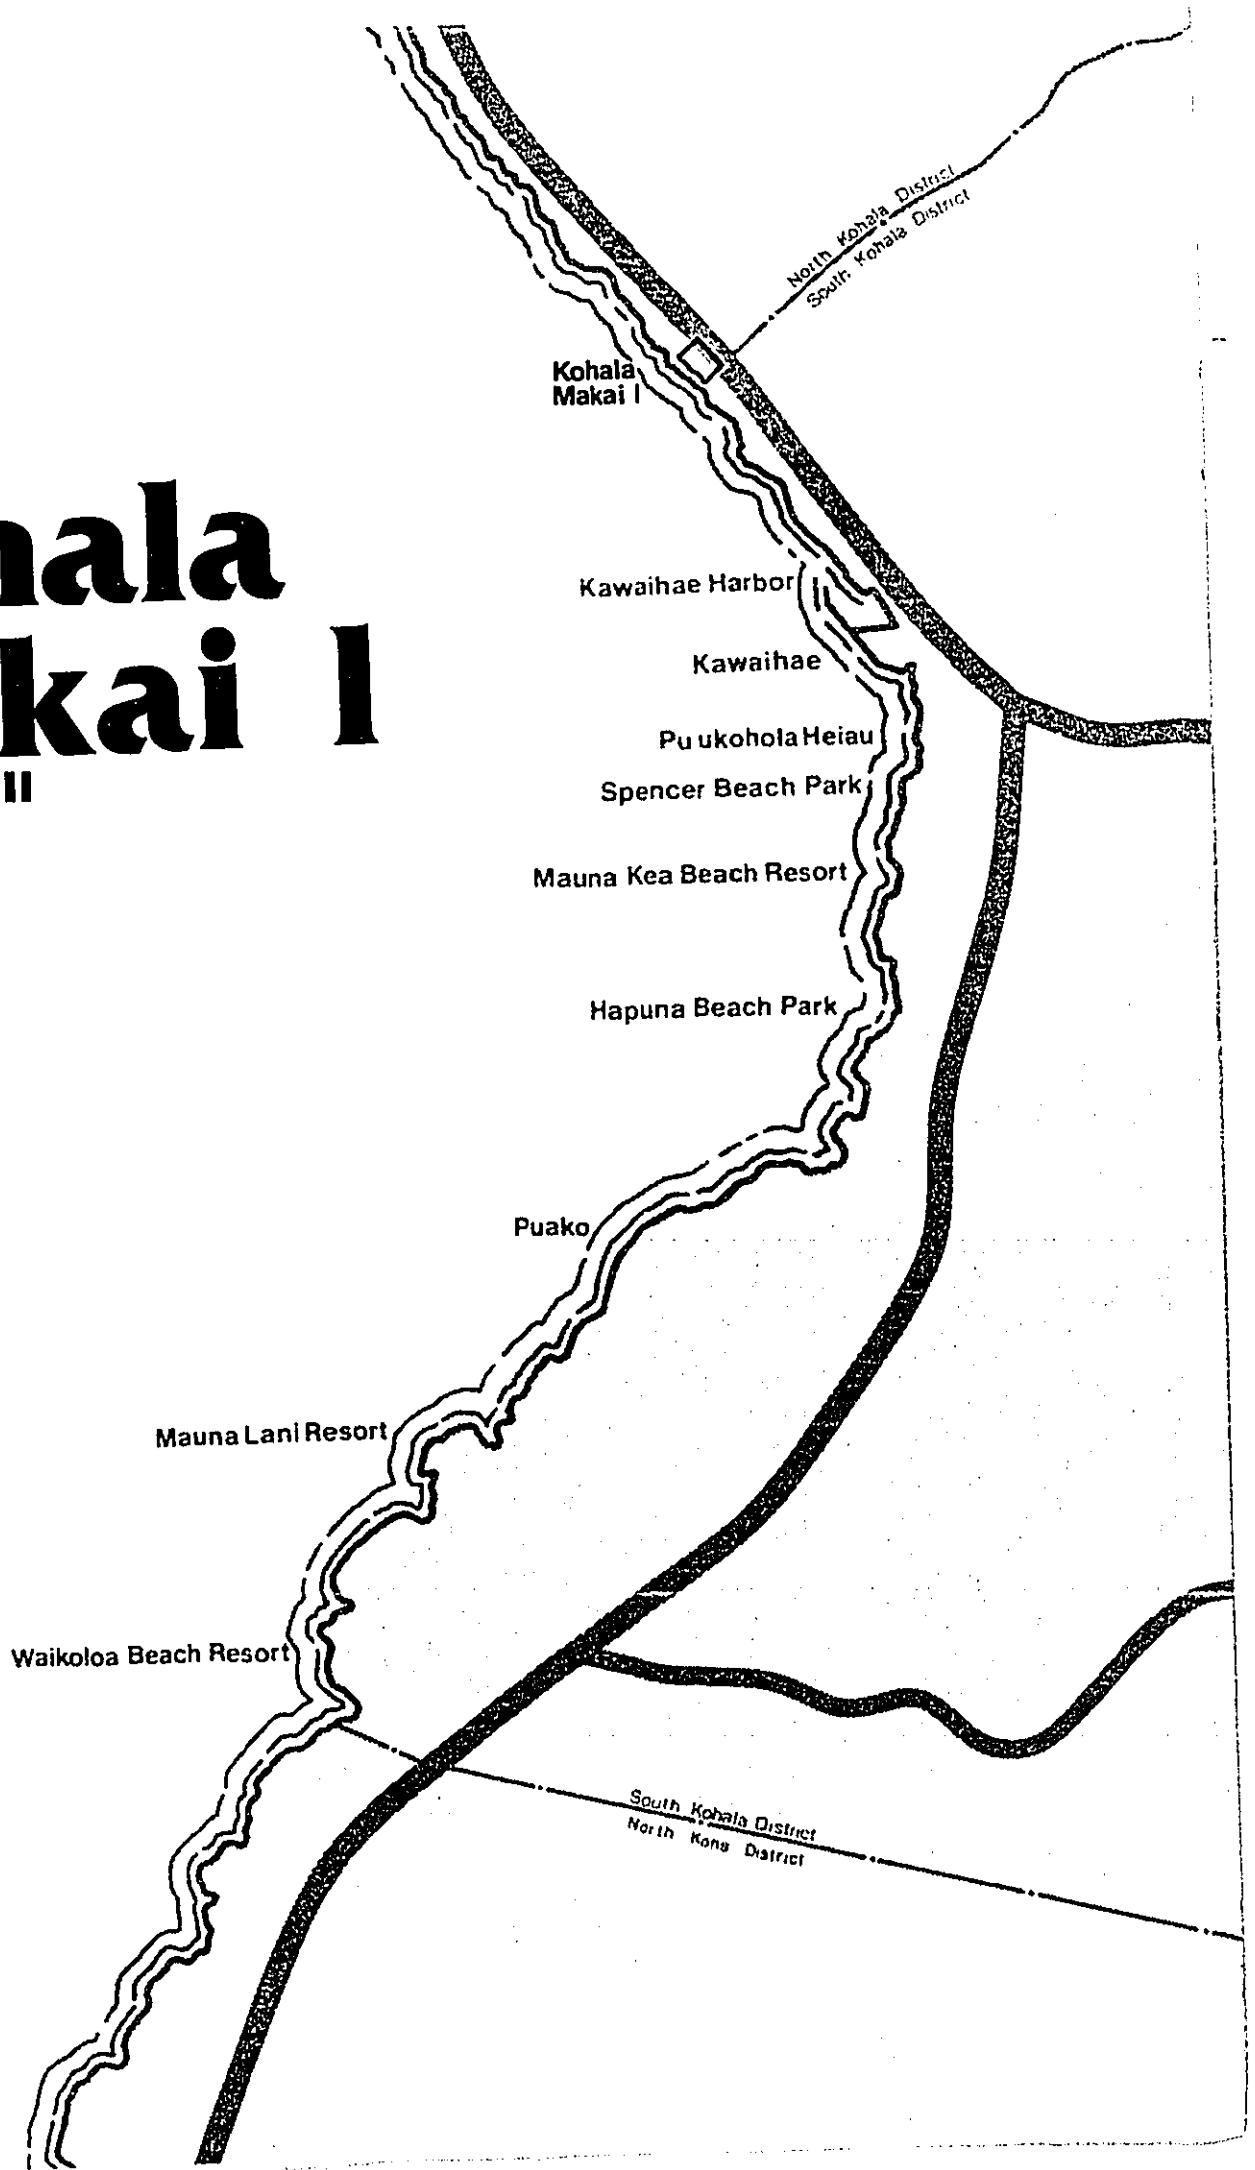 North Kohala District
South Kohala District
Kohala
Makai I
hala
kai I
II
Kawaihae Harbor
Kawaihae
Pu ukohola Heiau
Spencer Beach Park
Mauna Kea Beach Resort
Hapuna Beach Park
Puako
Mauna Lani Resort
Waikoloa Beach Resort
South Kohala District
North Kona District